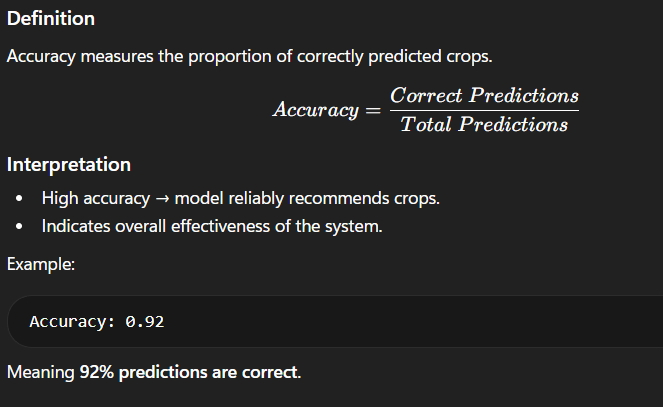 Definition
Accuracy measures the proportion of correctly predicted crops.
Accuracy = Correct Predictions / Total Predictions
Interpretation
• High accuracy → model reliably recommends crops.
• Indicates overall effectiveness of the system.
Example:
Accuracy: 0.92
Meaning 92% predictions are correct.